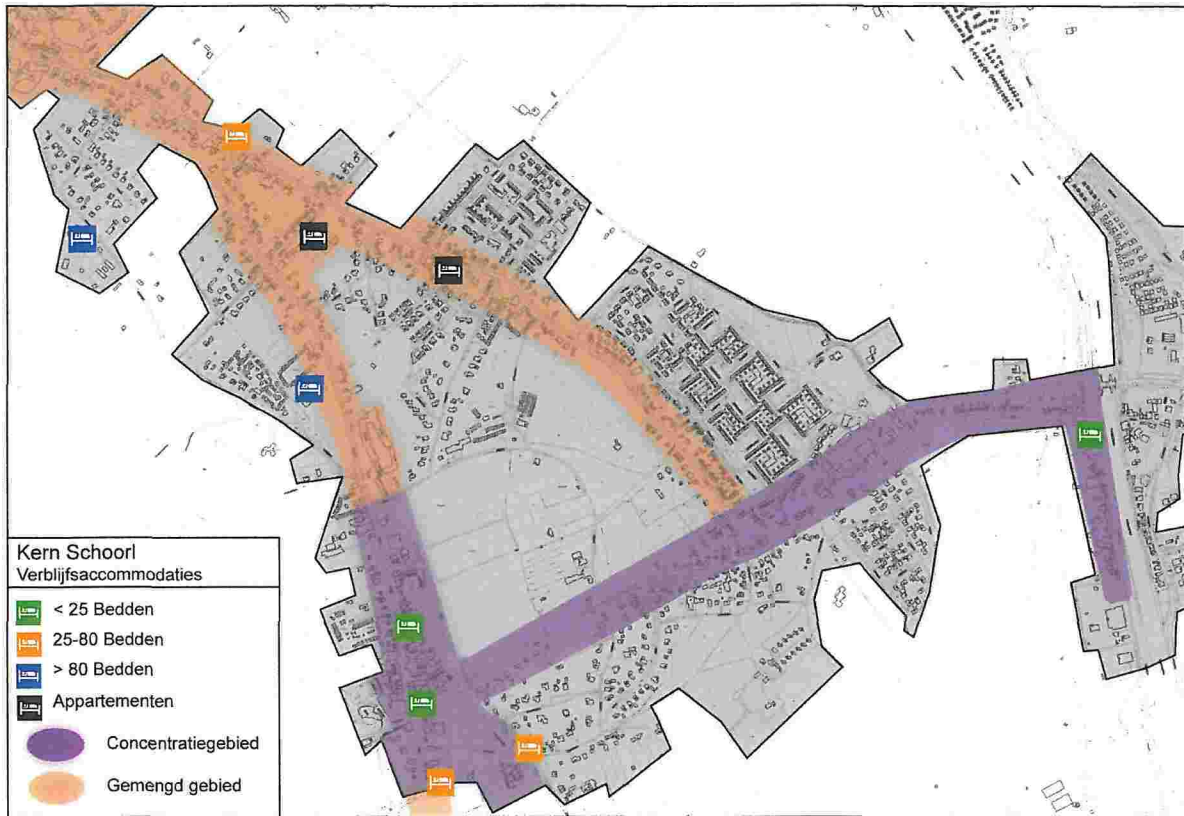 Kern Schoorl
Verblijfsaccommodaties
< 25 Bedden
25-80 Bedden
> 80 Bedden
Appartementen
Concentratiegebied
Gemengd gebied